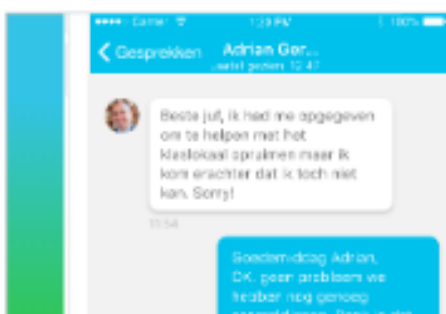 Carrier 1:20 PM 100%
Gesprekken Adrian Ger...
laatst gezien 12:47
Beste juf, ik had me opgegeven
om te helpen met het
klaslokaal opruimen maar ik
kom erachter dat ik toch niet
kan. Sorry!
11:54
Goedemiddag Adrian,
OK, geen probleem we
hebben nog genoeg